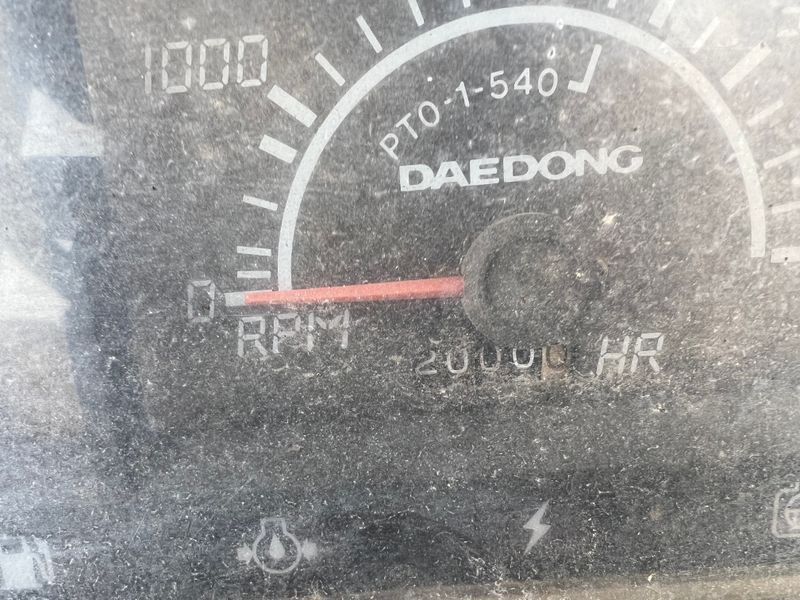 1000
PTO-1-540
DAEDONG
0
RPM
HR